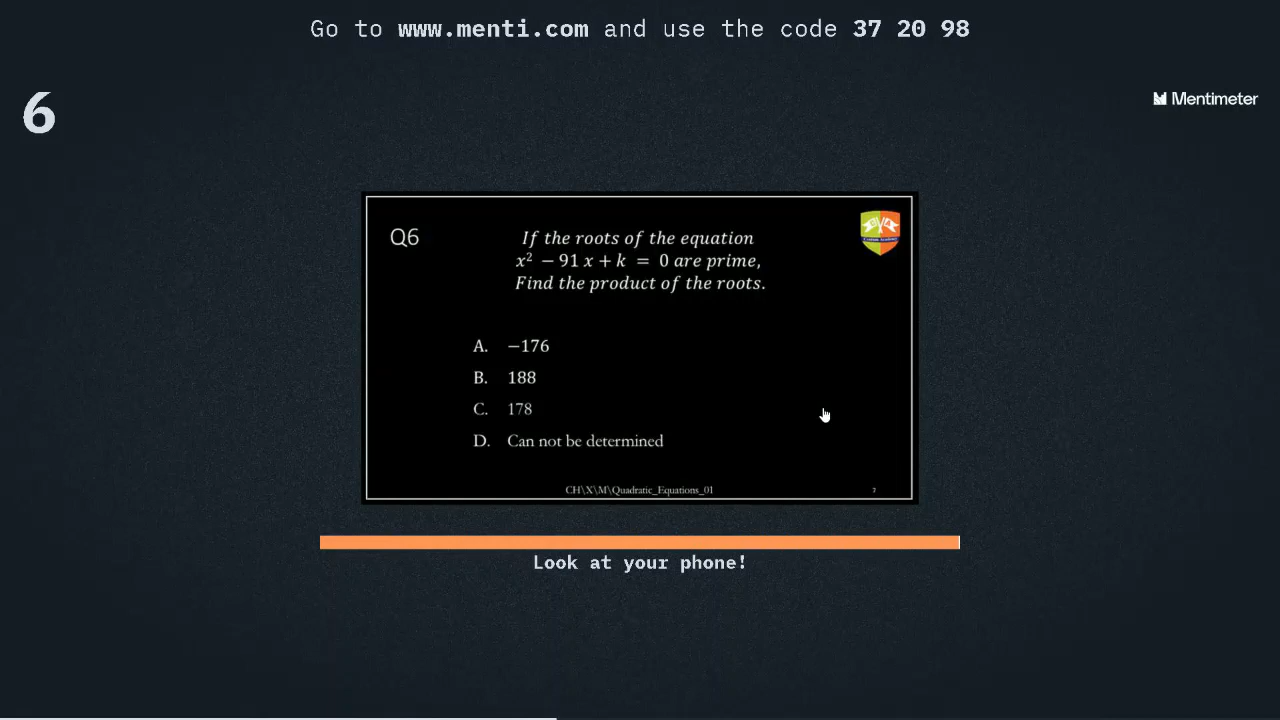 Go to www.menti.com and use the code 37 20 98
6
Mentimeter
Q6
If the roots of the equation
x² − 91 x + k = 0 are prime,
Find the product of the roots.
A. −176
B. 188
C. 178
D. Can not be determined
CH\X\M\Quadratic_Equations_01
7
Look at your phone!